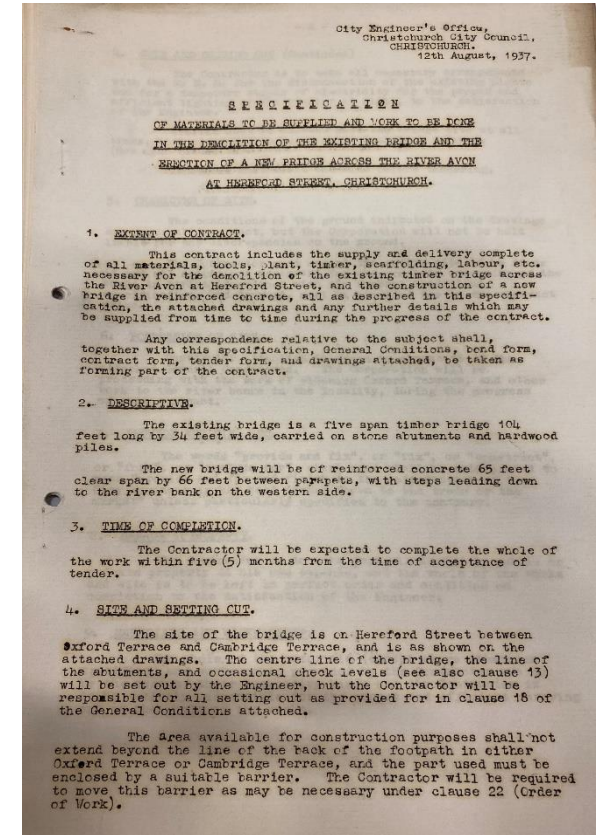 City Engineer's Office,
Christchurch City Council,
CHRISTCHURCH.
12th August, 1937.
SPECIFICATION
OF MATERIALS TO BE SUPPLIED AND WORK TO BE DONE
IN THE DEMOLITION OF THE EXISTING BRIDGE AND THE
ERECTION OF A NEW BRIDGE ACROSS THE RIVER AVON
AT HEREFORD STREET, CHRISTCHURCH.
1. EXTENT OF CONTRACT.
This contract includes the supply and delivery complete
of all materials, tools, plant, timber, scaffolding, labour, etc.
necessary for the demolition of the existing timber bridge across
the River Avon at Hereford Street, and the construction of a new
bridge in reinforced concrete, all as described in this specifi-
cation, the attached drawings and any further details which may
be supplied from time to time during the progress of the contract.
Any correspondence relative to the subject shall,
together with this specification, General Conditions, bond form,
contract form, tender form, and drawings attached, be taken as
forming part of the contract.
2. DESCRIPTIVE.
The existing bridge is a five span timber bridge 104
feet long by 34 feet wide, carried on stone abutments and hardwood
piles.
The new bridge will be of reinforced concrete 65 feet
clear span by 66 feet between parapets, with steps leading down
to the river bank on the western side.
3. TIME OF COMPLETION.
The Contractor will be expected to complete the whole of
the work within five (5) months from the time of acceptance of
tender.
4. SITE AND SETTING OUT.
The site of the bridge is on Hereford Street between
Oxford Terrace and Cambridge Terrace, and is as shown on the
attached drawings. The centre line of the bridge, the line of
the abutments, and occasional check levels (see also clause 13)
will be set out by the Engineer, but the Contractor will be
responsible for all setting out as provided for in clause 18 of
the General Conditions attached.
The area available for construction purposes shall not
extend beyond the line of the back of the footpath in either
Oxford Terrace or Cambridge Terrace, and the part used must be
enclosed by a suitable barrier. The Contractor will be required
to move this barrier as may be necessary under clause 22 (Order
of Work).